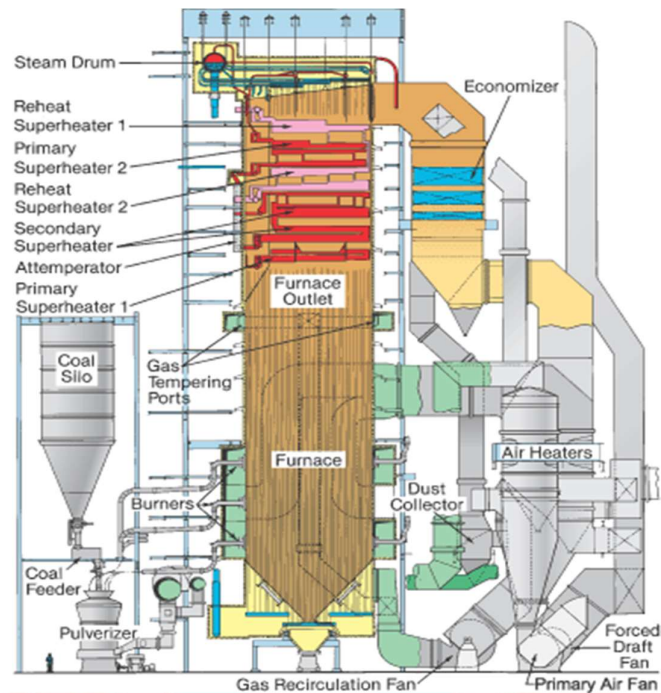 Steam Drum
Reheat
Superheater 1
Primary
Superheater 2
Reheat
Superheater 2
Secondary
Superheater
Attemperator
Primary
Superheater 1
Economizer
Furnace
Outlet
Coal
Slio
Gas
Tempering
Ports
Furnace
Air Heaters
Burners
Dust
Collector
Coal
Feeder
Pulverizer
Forced
Draft
Fan
Gas Recirculation Fan
Primary Air Fan